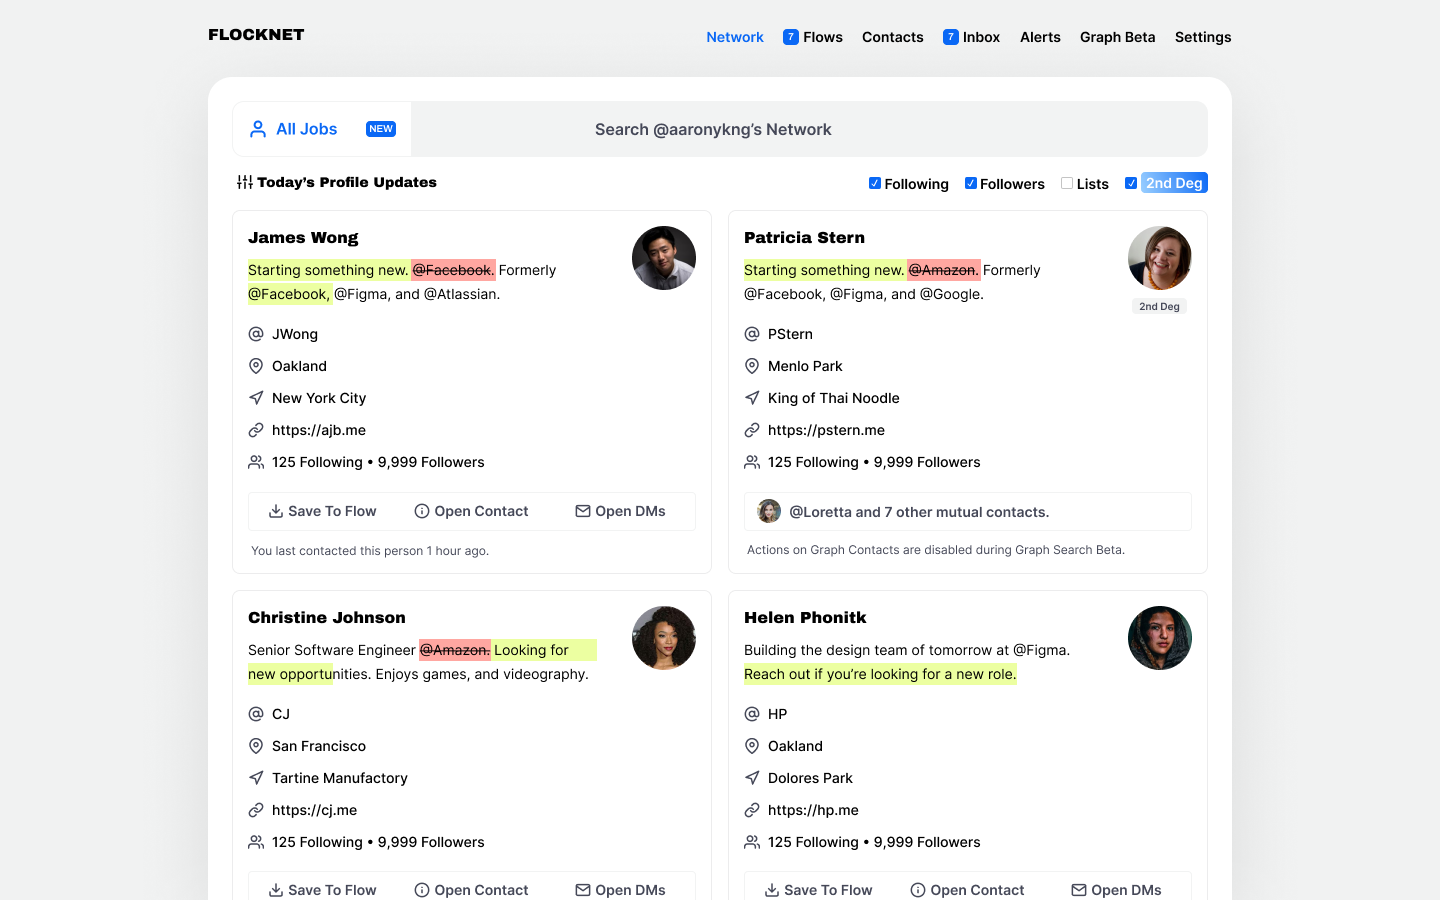 FLOCKNET
Network
7 Flows
Contacts
7 Inbox
Alerts
Graph Beta
Settings
All Jobs
NEW
Search @aaronykng’s Network
Today’s Profile Updates
Following
Followers
Lists
2nd Deg
James Wong
Starting something new. @Facebook. Formerly
@Facebook, @Figma, and @Atlassian.
JWong
Oakland
New York City
https://ajb.me
125 Following • 9,999 Followers
Save To Flow
Open Contact
Open DMs
You last contacted this person 1 hour ago.
Patricia Stern
Starting something new. @Amazon. Formerly
@Facebook, @Figma, and @Google.
2nd Deg
PStern
Menlo Park
King of Thai Noodle
https://pstern.me
125 Following • 9,999 Followers
@Loretta and 7 other mutual contacts.
Actions on Graph Contacts are disabled during Graph Search Beta.
Christine Johnson
Senior Software Engineer @Amazon. Looking for
new opportunities. Enjoys games, and videography.
CJ
San Francisco
Tartine Manufactory
https://cj.me
125 Following • 9,999 Followers
Save To Flow
Open Contact
Open DMs
Helen Phonitk
Building the design team of tomorrow at @Figma.
Reach out if you’re looking for a new role.
HP
Oakland
Dolores Park
https://hp.me
125 Following • 9,999 Followers
Save To Flow
Open Contact
Open DMs